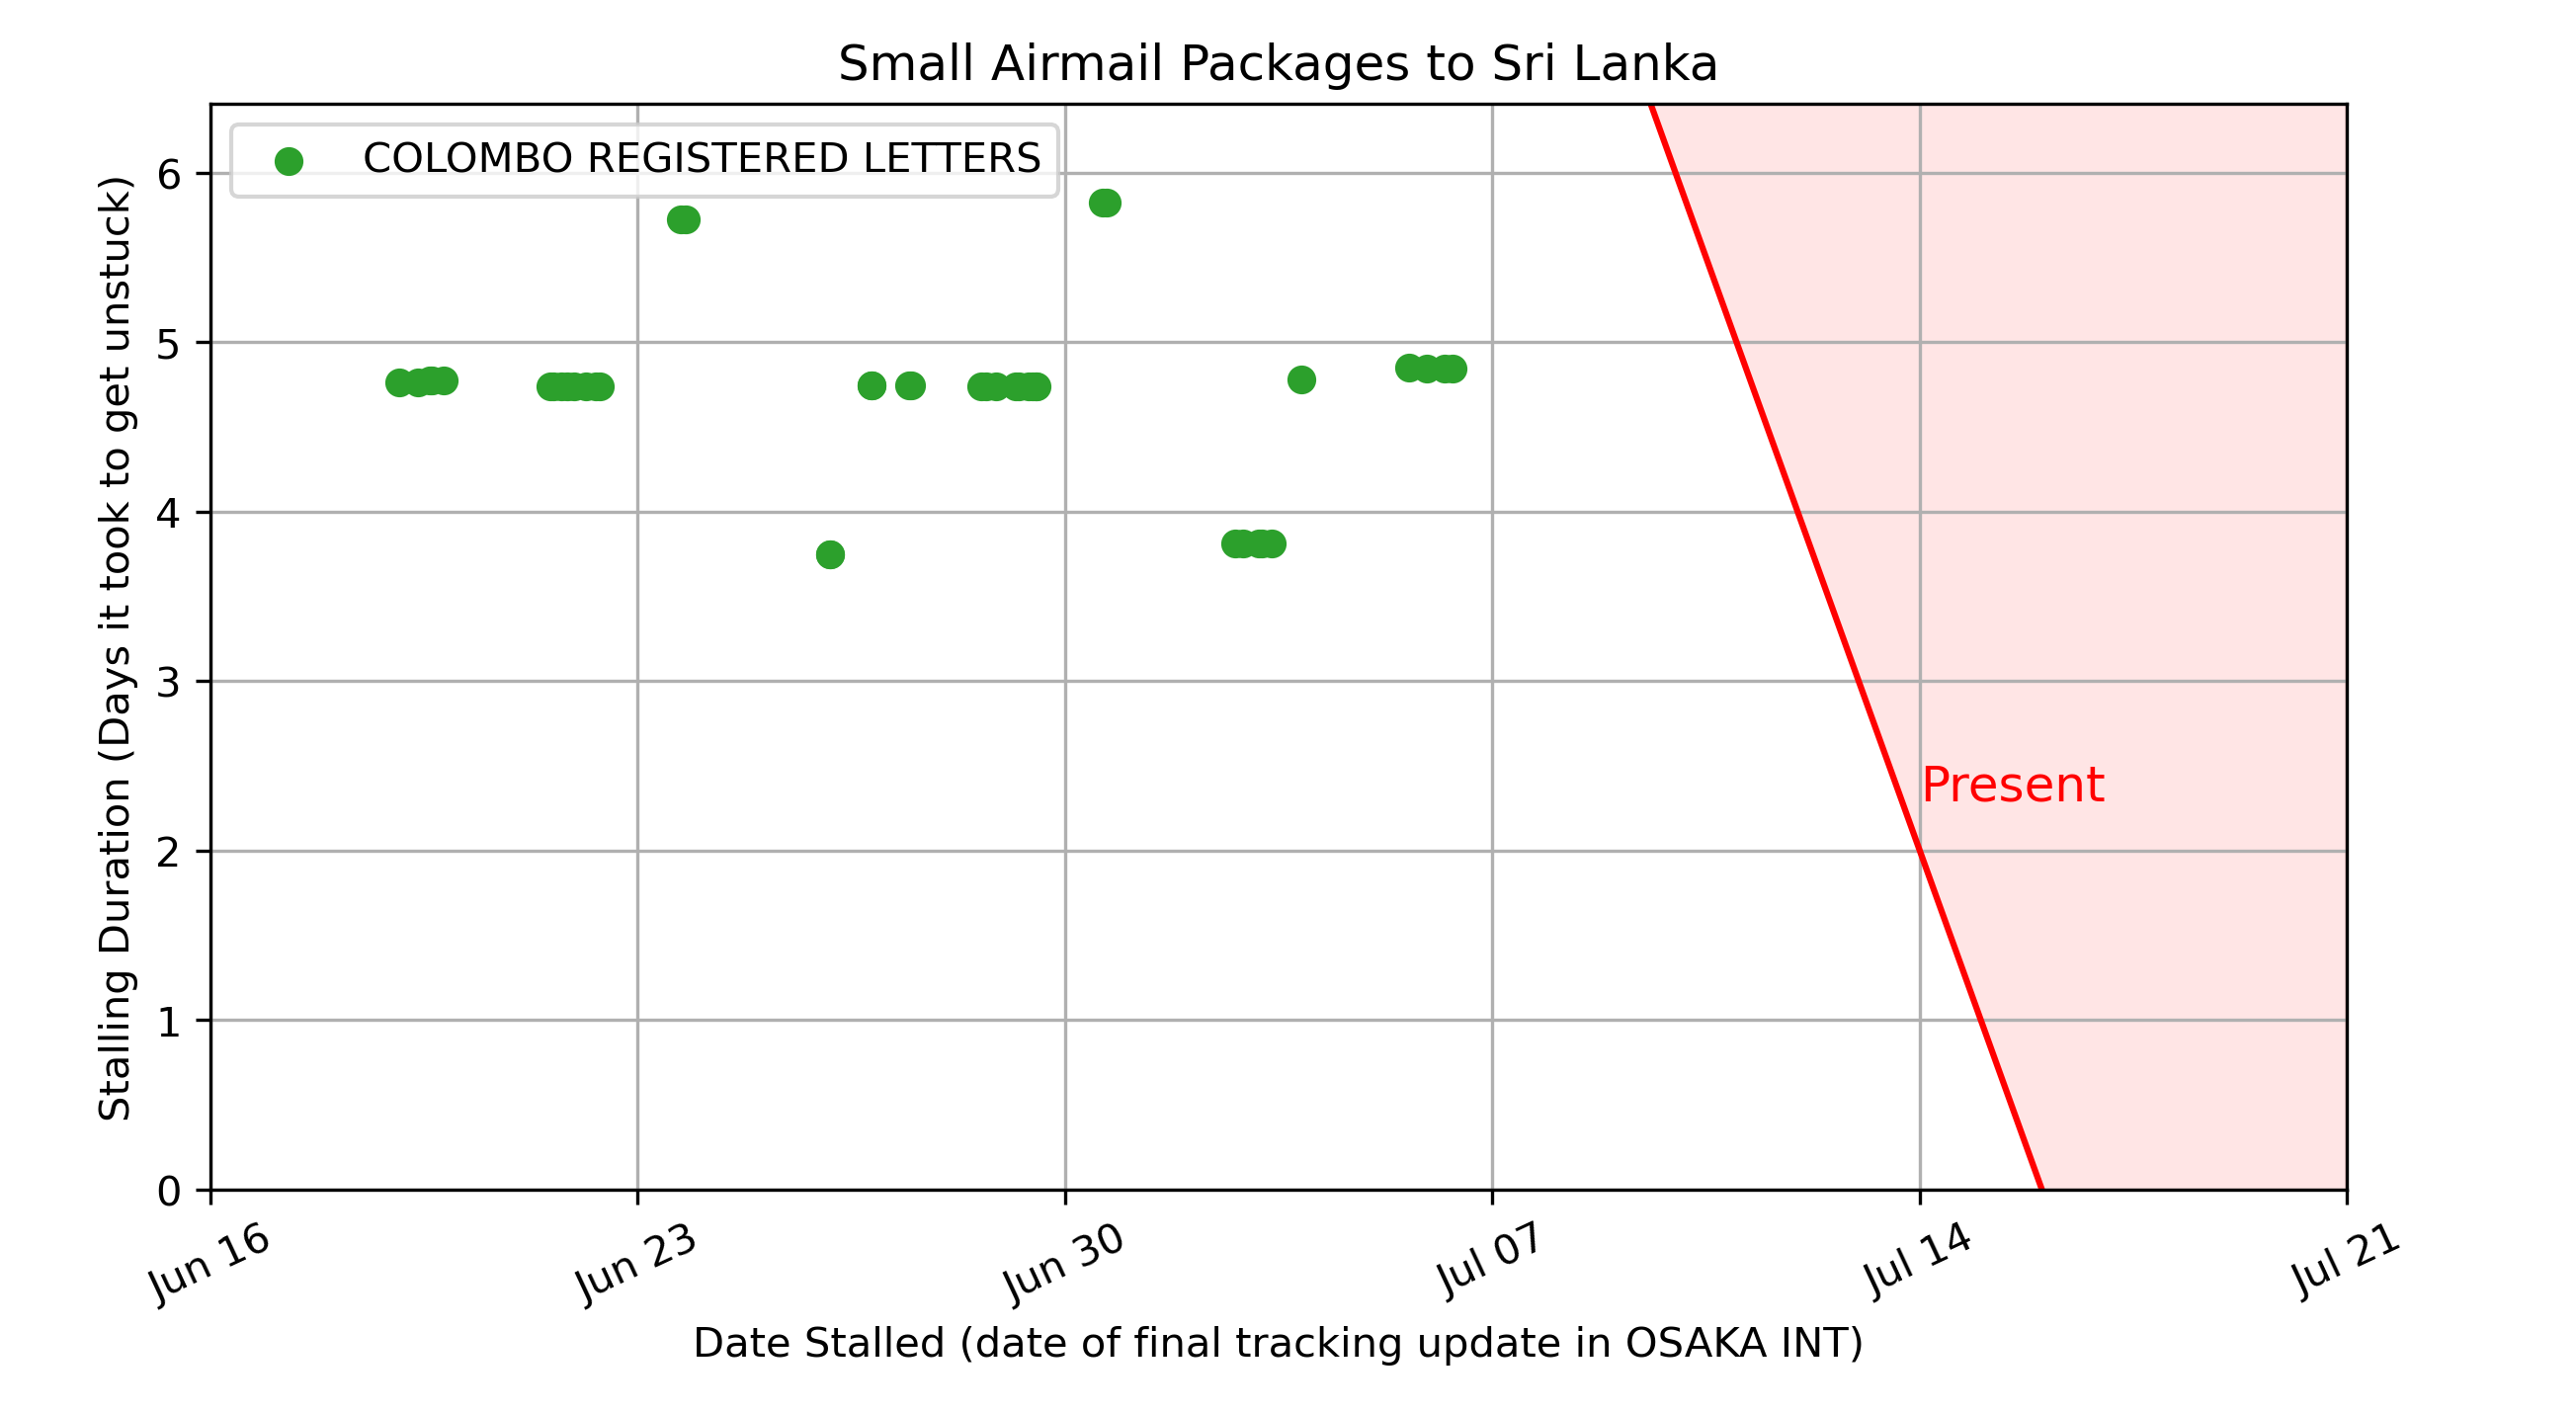 Small Airmail Packages to Sri Lanka
COLOMBO REGISTERED LETTERS
Stalling Duration (Days it took to get unstuck)
6
5
4
3
2
1
0
Present
Jun 16
Jun 23
Jun 30
Jul 07
Jul 14
Jul 21
Date Stalled (date of final tracking update in OSAKA INT)